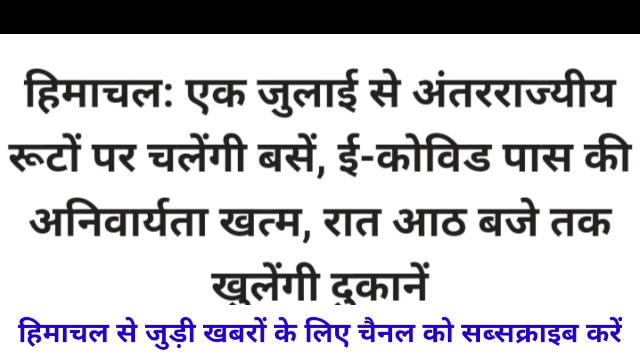 हिमाचल: एक जुलाई से अंतरराज्यीय
रूटों पर चलेंगी बसें, ई-कोविड पास की
अनिवार्यता खत्म, रात आठ बजे तक
खुलेंगी दुकानें
हिमाचल से जुड़ी खबरों के लिए चैनल को सब्सक्राइब करें